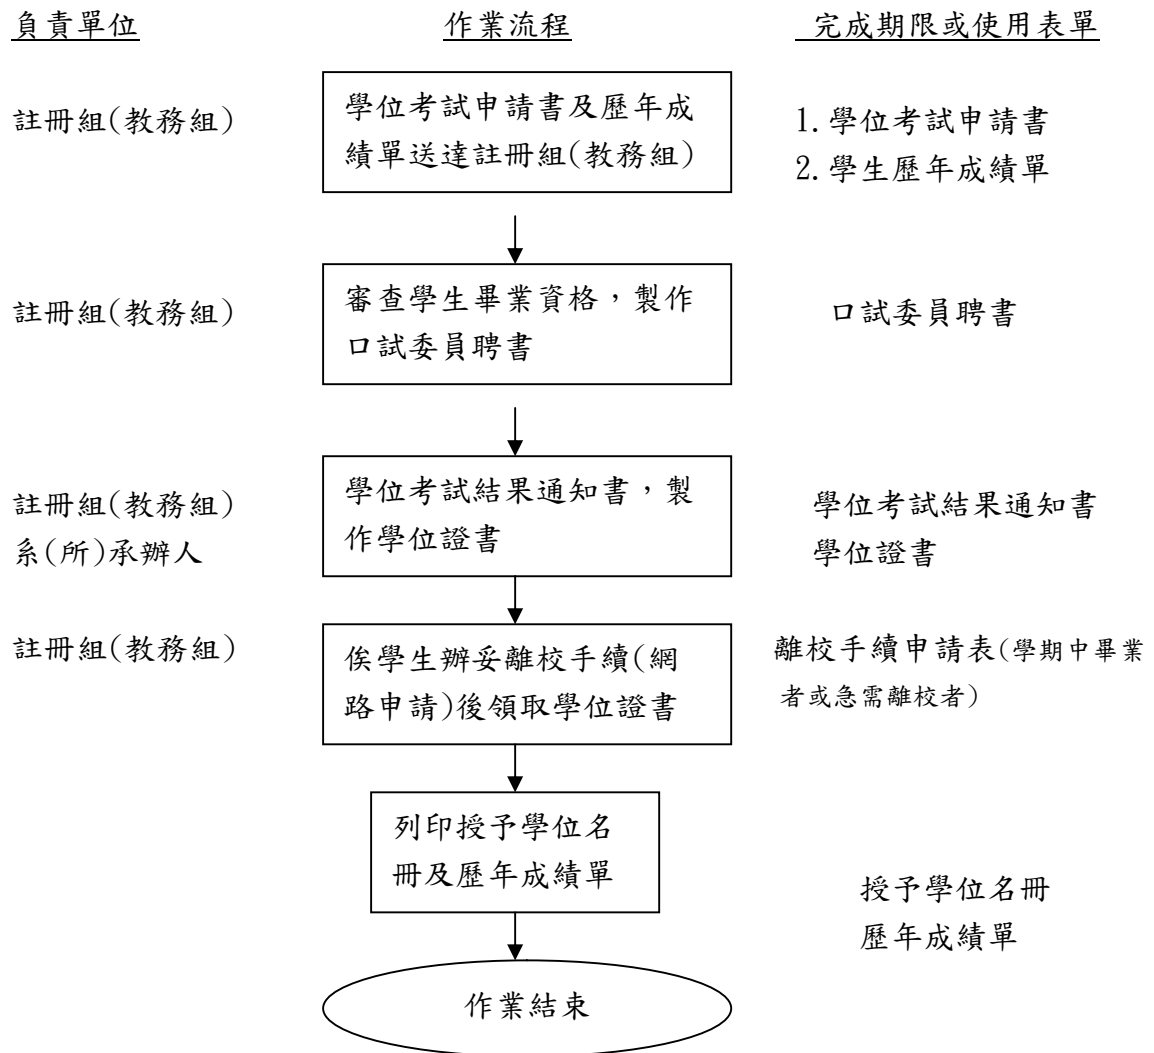 負責單位 作業流程 完成期限或使用表單
註冊組(教務組)
學位考試申請書及歷年成
績單送達註冊組(教務組)
1.學位考試申請書
2.學生歷年成績單
註冊組(教務組)
審查學生畢業資格，製作
口試委員聘書
口試委員聘書
註冊組(教務組)
系(所)承辦人
學位考試結果通知書，製
作學位證書
學位考試結果通知書
學位證書
註冊組(教務組)
俟學生辦妥離校手續(網
路申請)後領取學位證書
離校手續申請表(學期中畢業
者或急需離校者)
列印授予學位名
冊及歷年成績單
授予學位名冊
歷年成績單
作業結束